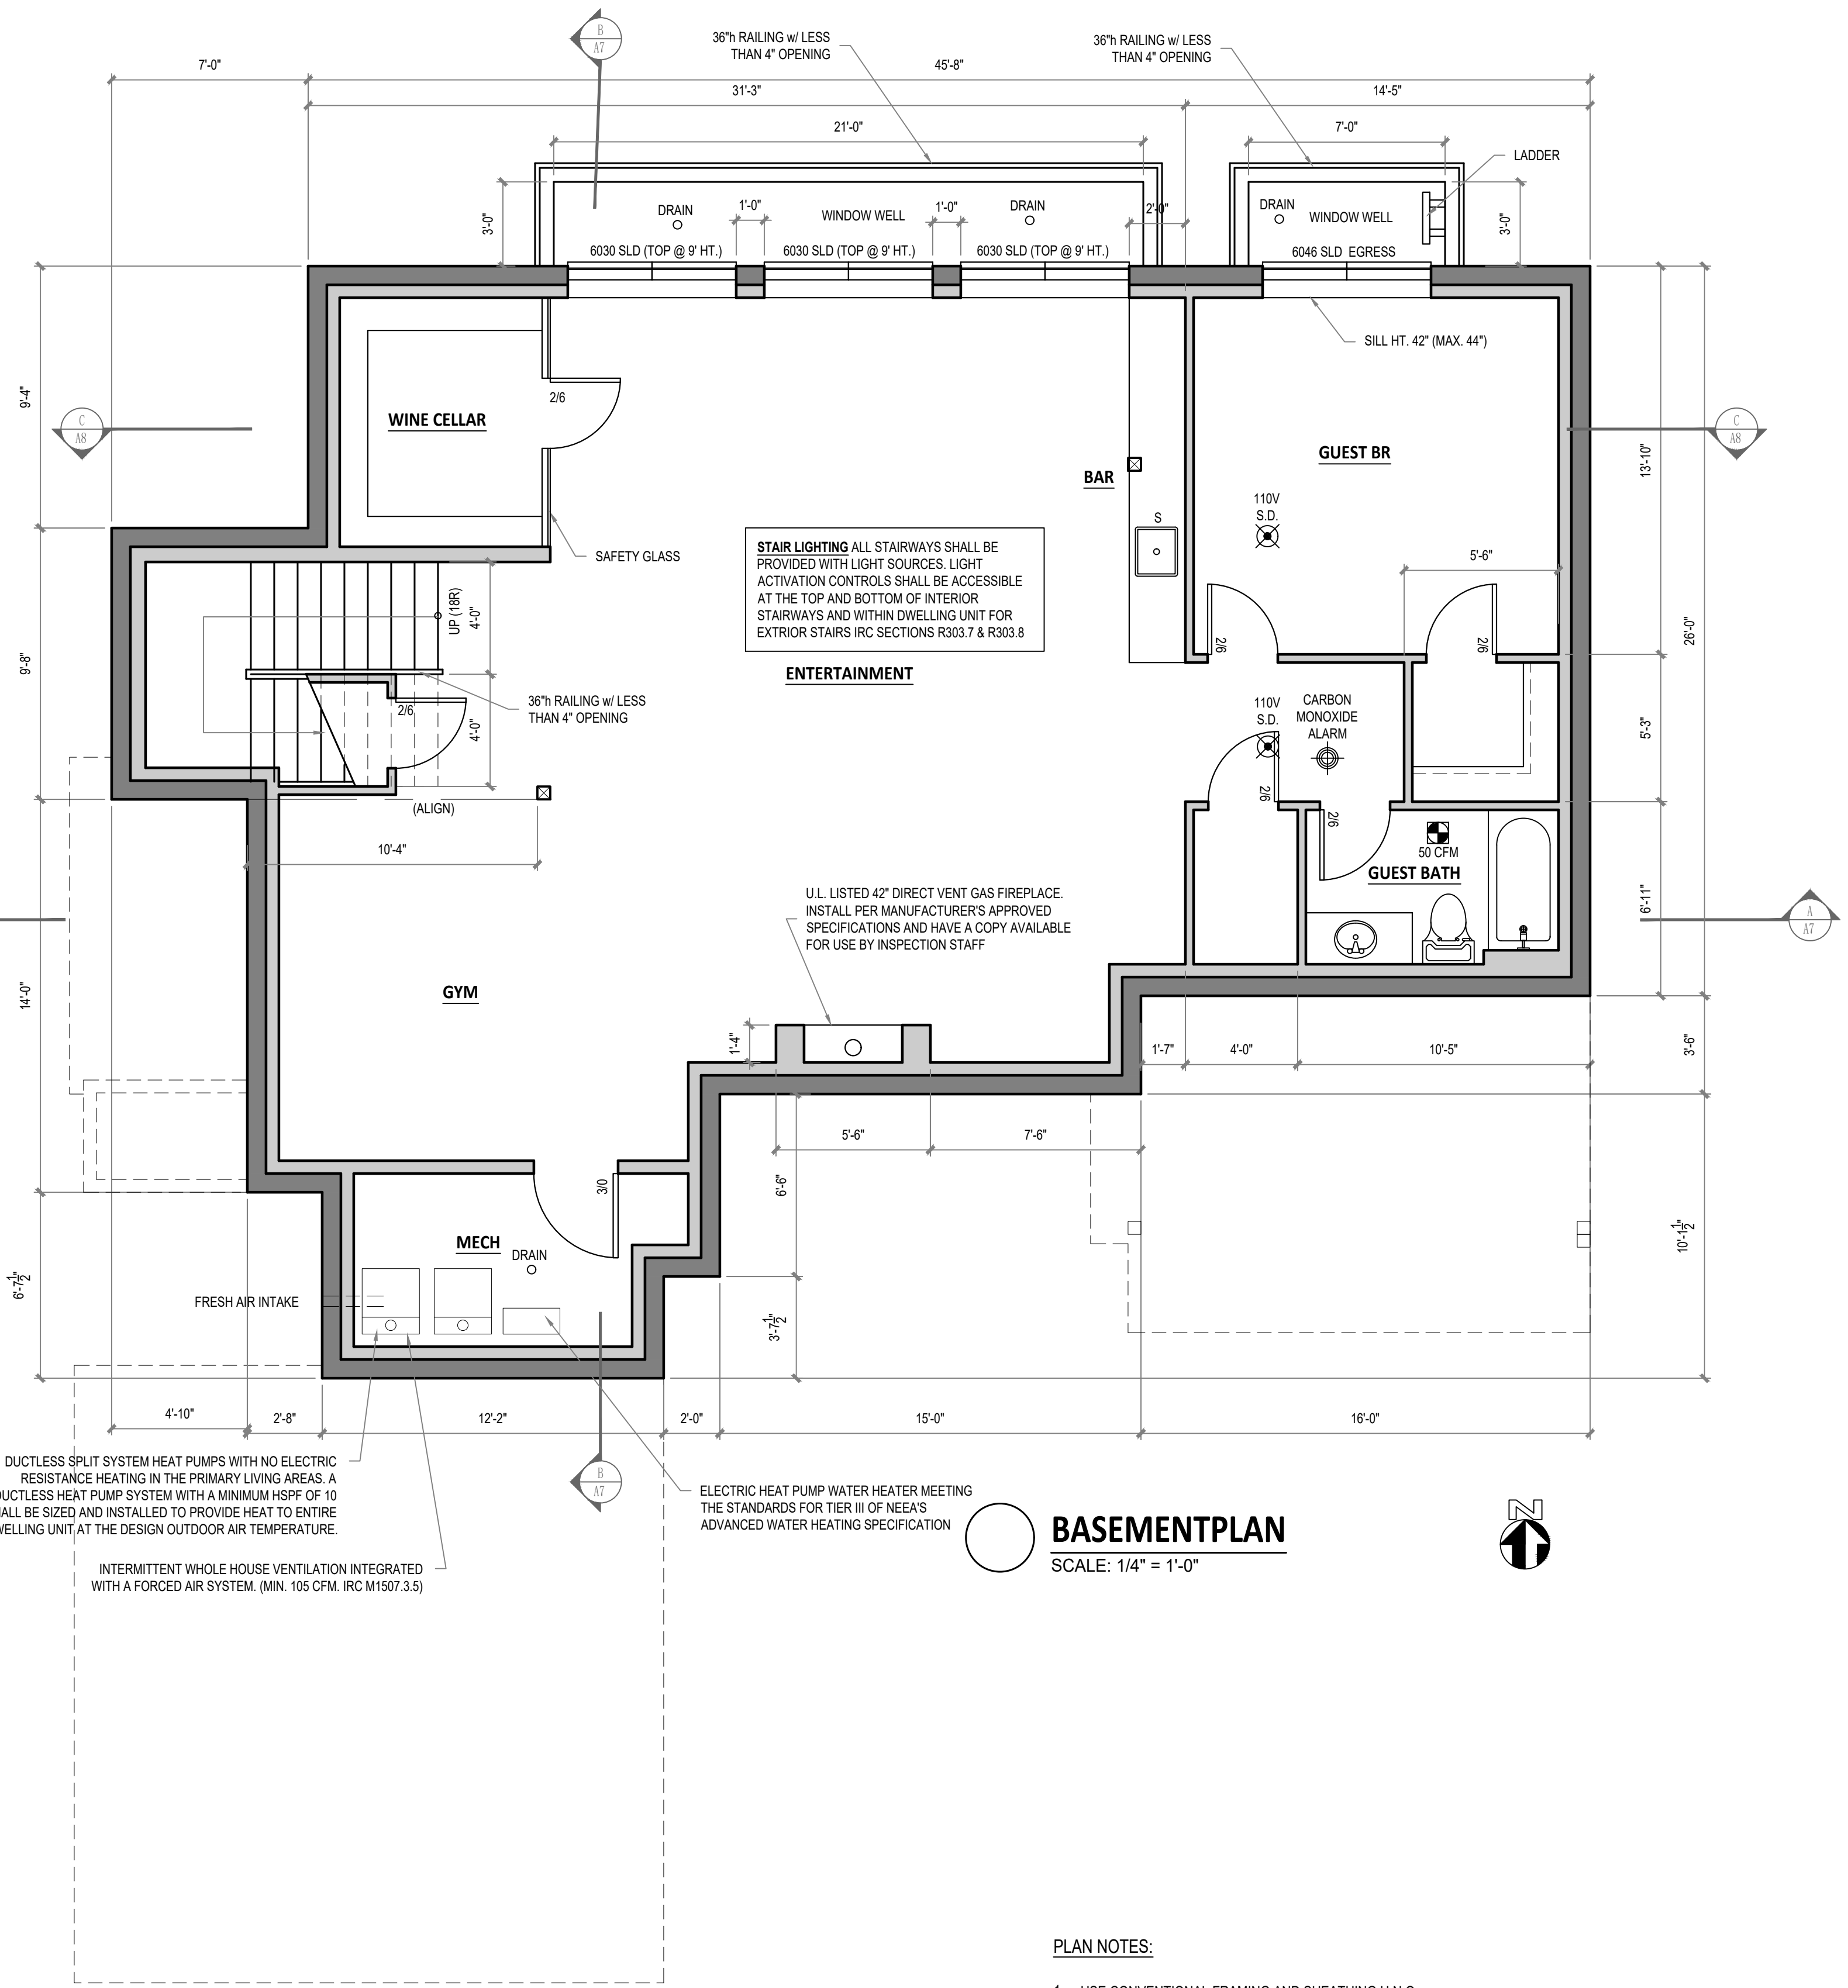 B
A7
36"h RAILING w/ LESS
THAN 4" OPENING
36"h RAILING w/ LESS
THAN 4" OPENING
7'-0"
45'-8"
31'-3"
14'-5"
21'-0"
7'-0"
LADDER
3'-0"
DRAIN
1'-0"
WINDOW WELL
1'-0"
DRAIN
2'-0"
DRAIN
WINDOW WELL
3'-0"
6030 SLD (TOP @ 9' HT.)
6030 SLD (TOP @ 9' HT.)
6030 SLD (TOP @ 9' HT.)
6046 SLD EGRESS
SILL HT. 42" (MAX. 44")
9'-4"
2/6
WINE CELLAR
C
A8
C
A8
GUEST BR
13'-10"
BAR
110V
S.D.
S
SAFETY GLASS
STAIR LIGHTING ALL STAIRWAYS SHALL BE
PROVIDED WITH LIGHT SOURCES. LIGHT
ACTIVATION CONTROLS SHALL BE ACCESSIBLE
AT THE TOP AND BOTTOM OF INTERIOR
STAIRWAYS AND WITHIN DWELLING UNIT FOR
EXTRIOR STAIRS IRC SECTIONS R303.7 & R303.8
5'-6"
UP (18R)
4'-0"
2/6
2/6
26'-0"
9'-8"
ENTERTAINMENT
36"h RAILING w/ LESS
THAN 4" OPENING
2/6
4'-0"
110V
S.D.
CARBON
MONOXIDE
ALARM
5'-3"
2/6
(ALIGN)
2/6
10'-4"
50 CFM
GUEST BATH
U.L. LISTED 42" DIRECT VENT GAS FIREPLACE.
INSTALL PER MANUFACTURER'S APPROVED
SPECIFICATIONS AND HAVE A COPY AVAILABLE
FOR USE BY INSPECTION STAFF
6'-11"
A
A7
14'-0"
GYM
1'-4"
1'-7"
4'-0"
10'-5"
3'-6"
5'-6"
7'-6"
6'-6"
3/0
MECH
DRAIN
10'-1 1/2"
6'-7 1/2"
FRESH AIR INTAKE
3'-7 1/2"
4'-10"
2'-8"
12'-2"
2'-0"
15'-0"
16'-0"
DUCTLESS SPLIT SYSTEM HEAT PUMPS WITH NO ELECTRIC
RESISTANCE HEATING IN THE PRIMARY LIVING AREAS. A
DUCTLESS HEAT PUMP SYSTEM WITH A MINIMUM HSPF OF 10
HALL BE SIZED AND INSTALLED TO PROVIDE HEAT TO ENTIRE
WELLING UNIT AT THE DESIGN OUTDOOR AIR TEMPERATURE.
B
A7
ELECTRIC HEAT PUMP WATER HEATER MEETING
THE STANDARDS FOR TIER III OF NEEA'S
ADVANCED WATER HEATING SPECIFICATION
BASEMENTPLAN
SCALE: 1/4" = 1'-0"
N
INTERMITTENT WHOLE HOUSE VENTILATION INTEGRATED
WITH A FORCED AIR SYSTEM. (MIN. 105 CFM. IRC M1507.3.5)
PLAN NOTES:
USE CONVENTIONAL FRAMING AND SHEATHING